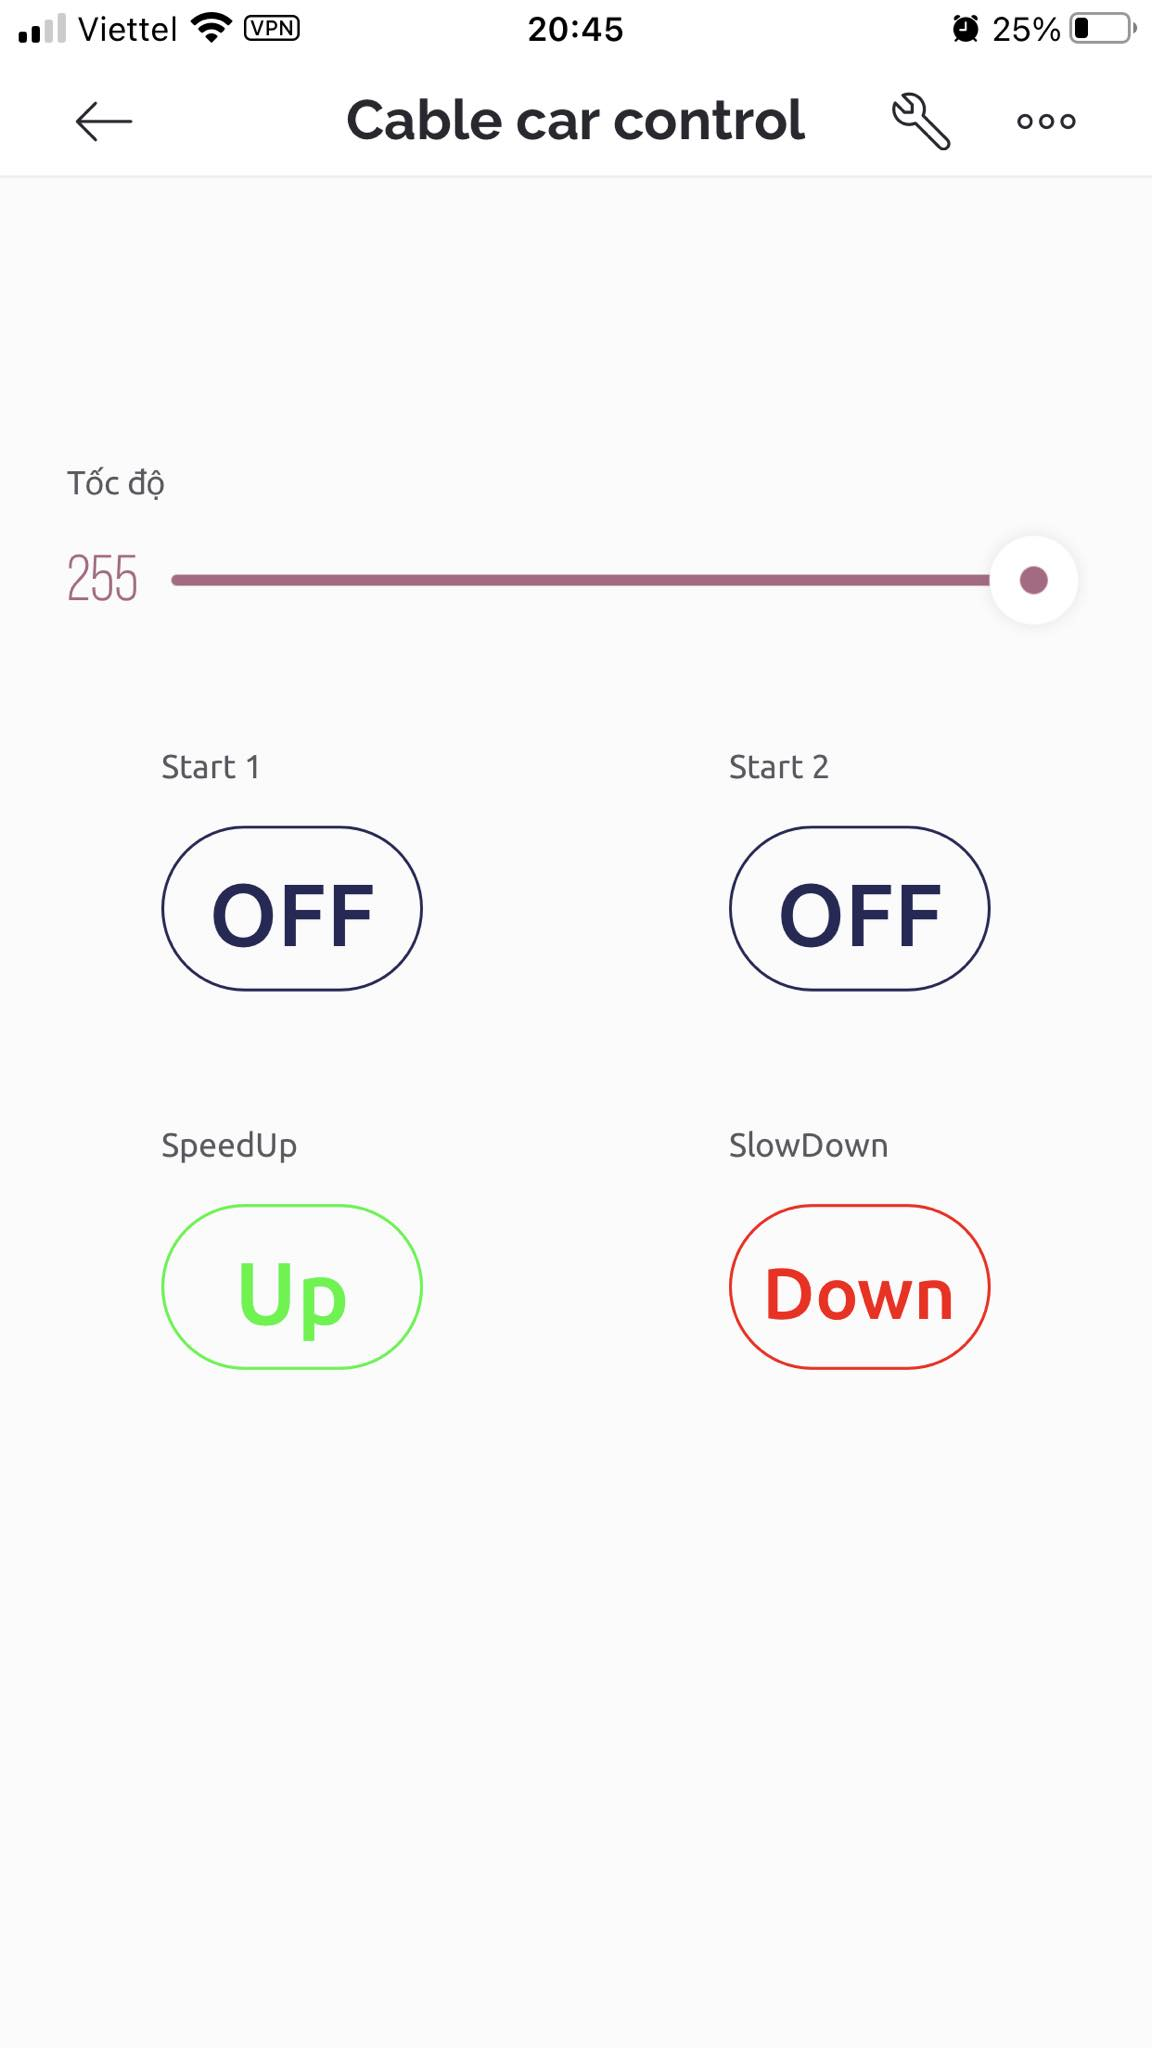 Viettel VPN 20:45 25%
Cable car control
Tốc độ
255
Start 1 Start 2
OFF OFF
SpeedUp SlowDown
Up Down